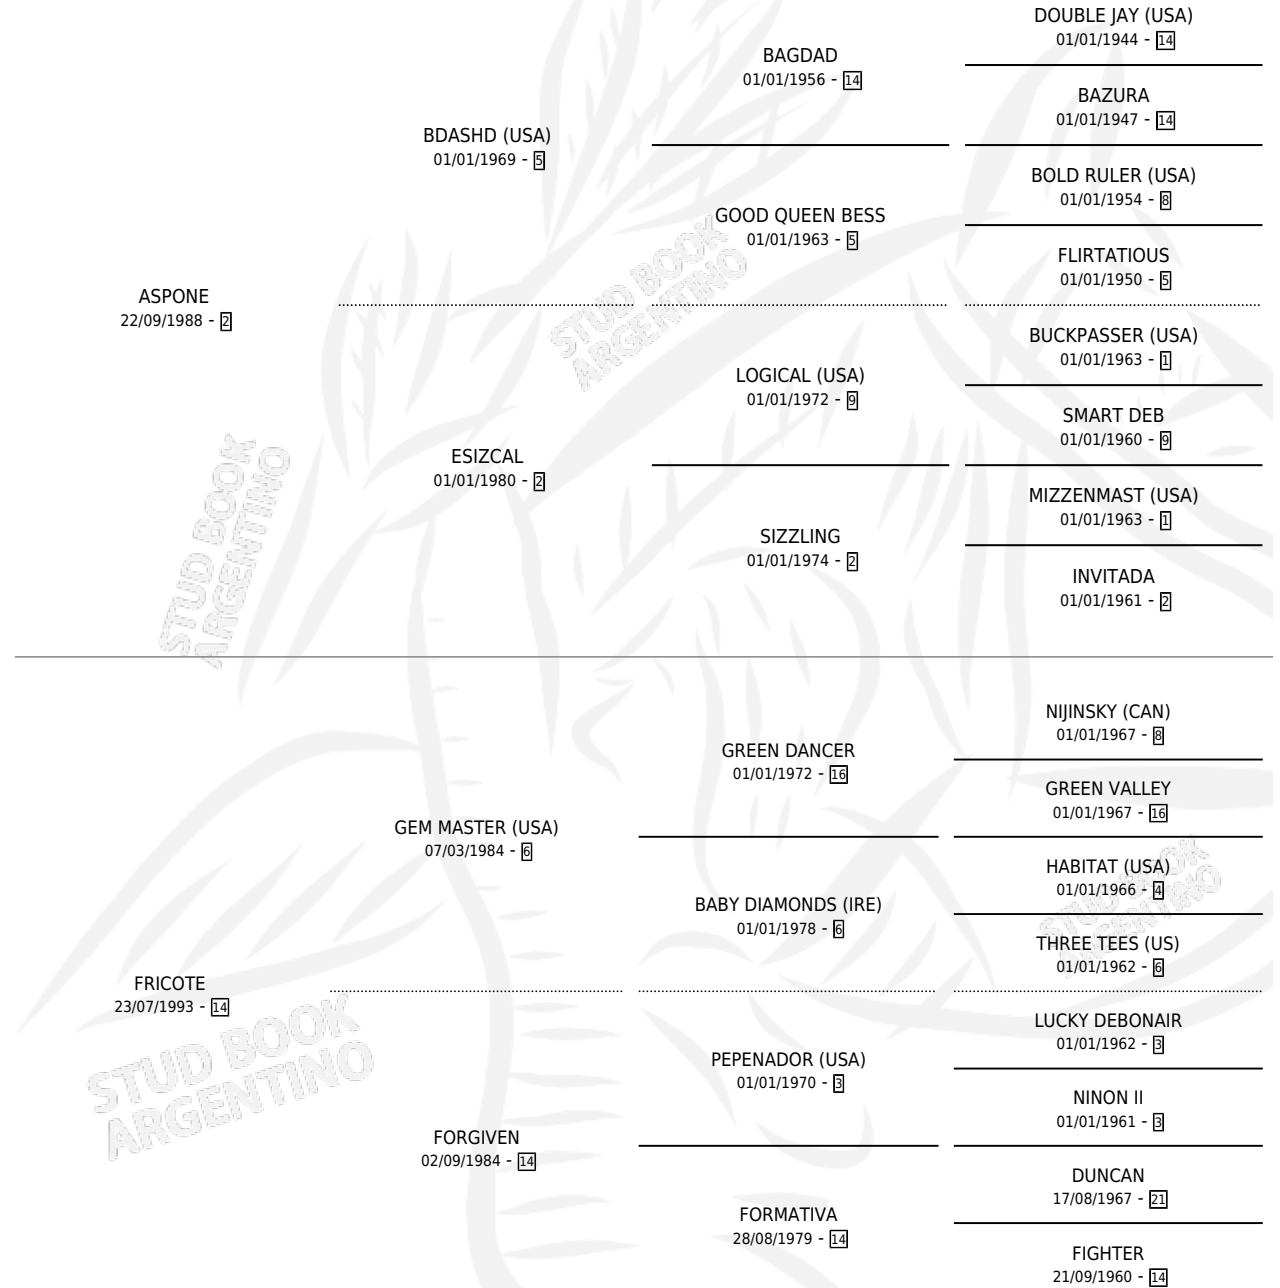 DOUBLE JAY (USA)
01/01/1944 - 14
BAGDAD
01/01/1956 - 14
BAZURA
01/01/1947 - 14
BDASHD (USA)
01/01/1969 - 5
BOLD RULER (USA)
01/01/1954 - 8
GOOD QUEEN BESS
01/01/1963 - 5
FLIRTATIOUS
01/01/1950 - 5
ASPONE
22/09/1988 - 2
BUCKPASSER (USA)
01/01/1963 - 1
LOGICAL (USA)
01/01/1972 - 9
SMART DEB
01/01/1960 - 9
ESIZCAL
01/01/1980 - 2
MIZZENMAST (USA)
01/01/1963 - 1
SIZZLING
01/01/1974 - 2
INVITADA
01/01/1961 - 2
STUD BOOK
ARGENTINO
STUD BOOK
ARGENTINO
NIJINSKY (CAN)
01/01/1967 - 8
GREEN DANCER
01/01/1972 - 16
GREEN VALLEY
01/01/1967 - 16
GEM MASTER (USA)
07/03/1984 - 6
HABITAT (USA)
01/01/1966 - 4
BABY DIAMONDS (IRE)
01/01/1978 - 6
THREE TEES (US)
01/01/1962 - 6
STUD BOOK
ARGENTINO
FRICOTE
23/07/1993 - 14
LUCKY DEBONAIR
01/01/1962 - 3
PEPENADOR (USA)
01/01/1970 - 3
NINON II
01/01/1961 - 3
FORGIVEN
02/09/1984 - 14
DUNCAN
17/08/1967 - 21
FORMATIVA
28/08/1979 - 14
FIGHTER
21/09/1960 - 14
STUD BOOK
ARGENTINO